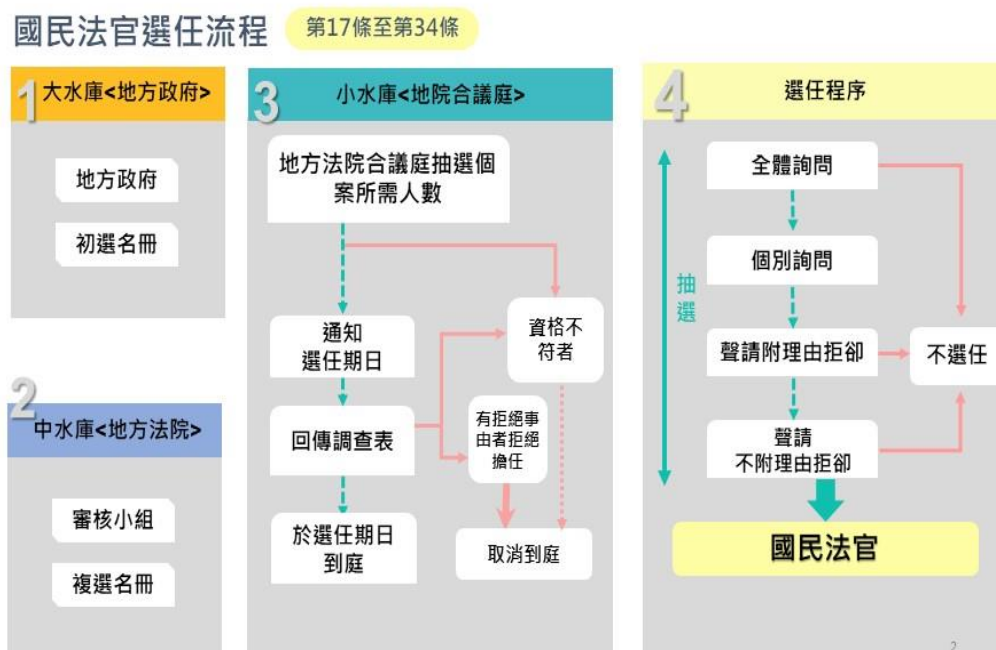 國民法官選任流程
第17條至第34條
1
大水庫<地方政府>
地方政府
初選名冊
2
中水庫<地方法院>
審核小組
複選名冊
3
小水庫<地院合議庭>
地方法院合議庭抽選個
案所需人數
通知
選任期日
回傳調查表
於選任期日
到庭
資格不
符者
有拒絕事
由者拒絕
擔任
取消到庭
4
選任程序
抽
選
全體詢問
個別詢問
聲請附理由拒卻
聲請
不附理由拒卻
不選任
國民法官
2